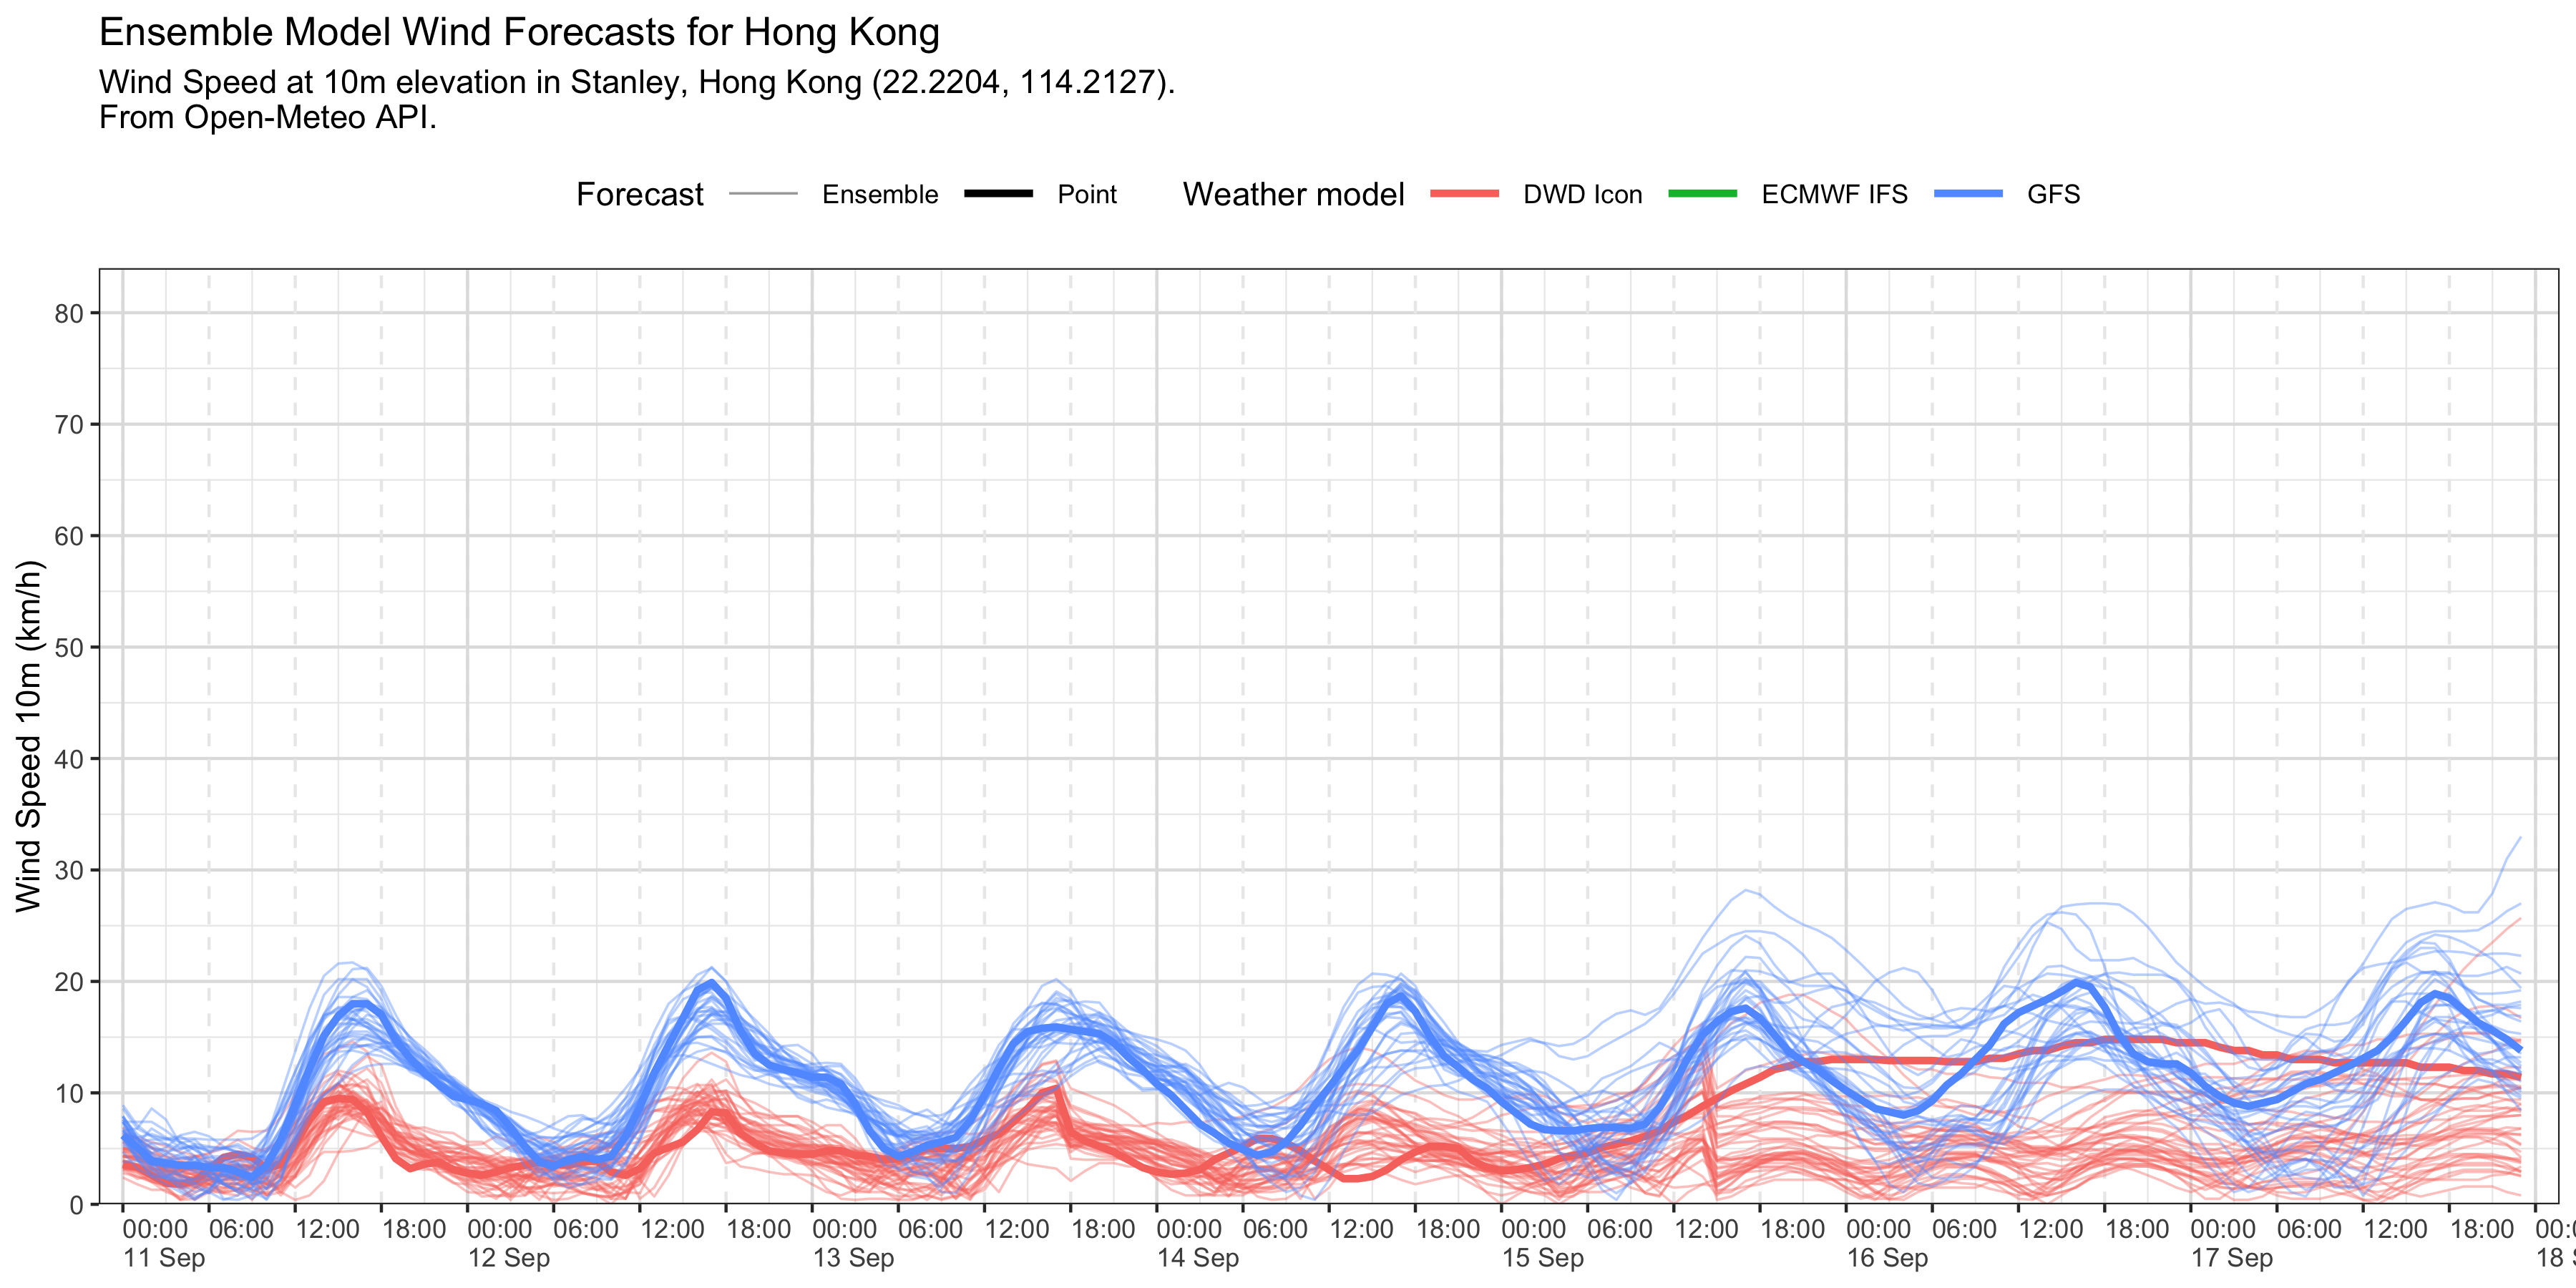 Ensemble Model Wind Forecasts for Hong Kong
Wind Speed at 10m elevation in Stanley, Hong Kong (22.2204, 114.2127).
From Open-Meteo API.
Forecast Ensemble Point Weather model DWD Icon ECMWF IFS GFS
Wind Speed 10m (km/h)
80
70
60
50
40
30
20
10
0
00:00 06:00 12:00 18:00 00:00 06:00 12:00 18:00 00:00 06:00 12:00 18:00 00:00 06:00 12:00 18:00 00:00 06:00 12:00 18:00 00:00 06:00 12:00 18:00 00:00 06:00 12:00 18:00 00:0
11 Sep 12 Sep 13 Sep 14 Sep 15 Sep 16 Sep 17 Sep 18 S